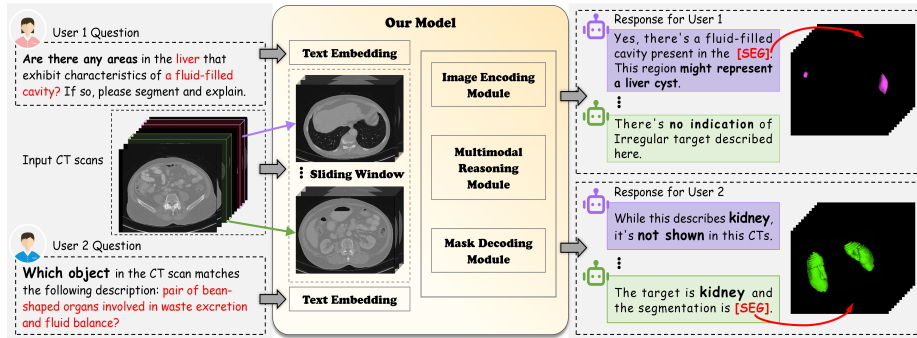 User 1 Question
Are there any areas in the liver that
exhibit characteristics of a fluid-filled
cavity? If so, please segment and explain.
Input CT scans
User 2 Question
Which object in the CT scan matches
the following description: pair of bean-
shaped organs involved in waste excretion
and fluid balance?
Our Model
Text Embedding
Sliding Window
Text Embedding
Image Encoding
Module
Multimodal
Reasoning
Module
Mask Decoding
Module
Response for User 1
Yes, there's a fluid-filled
cavity present in the [SEG].
This region might represent
a liver cyst.
There's no indication of
Irregular target described
here.
Response for User 2
While this describes kidney,
it's not shown in this CTs.
The target is kidney and
the segmentation is [SEG].